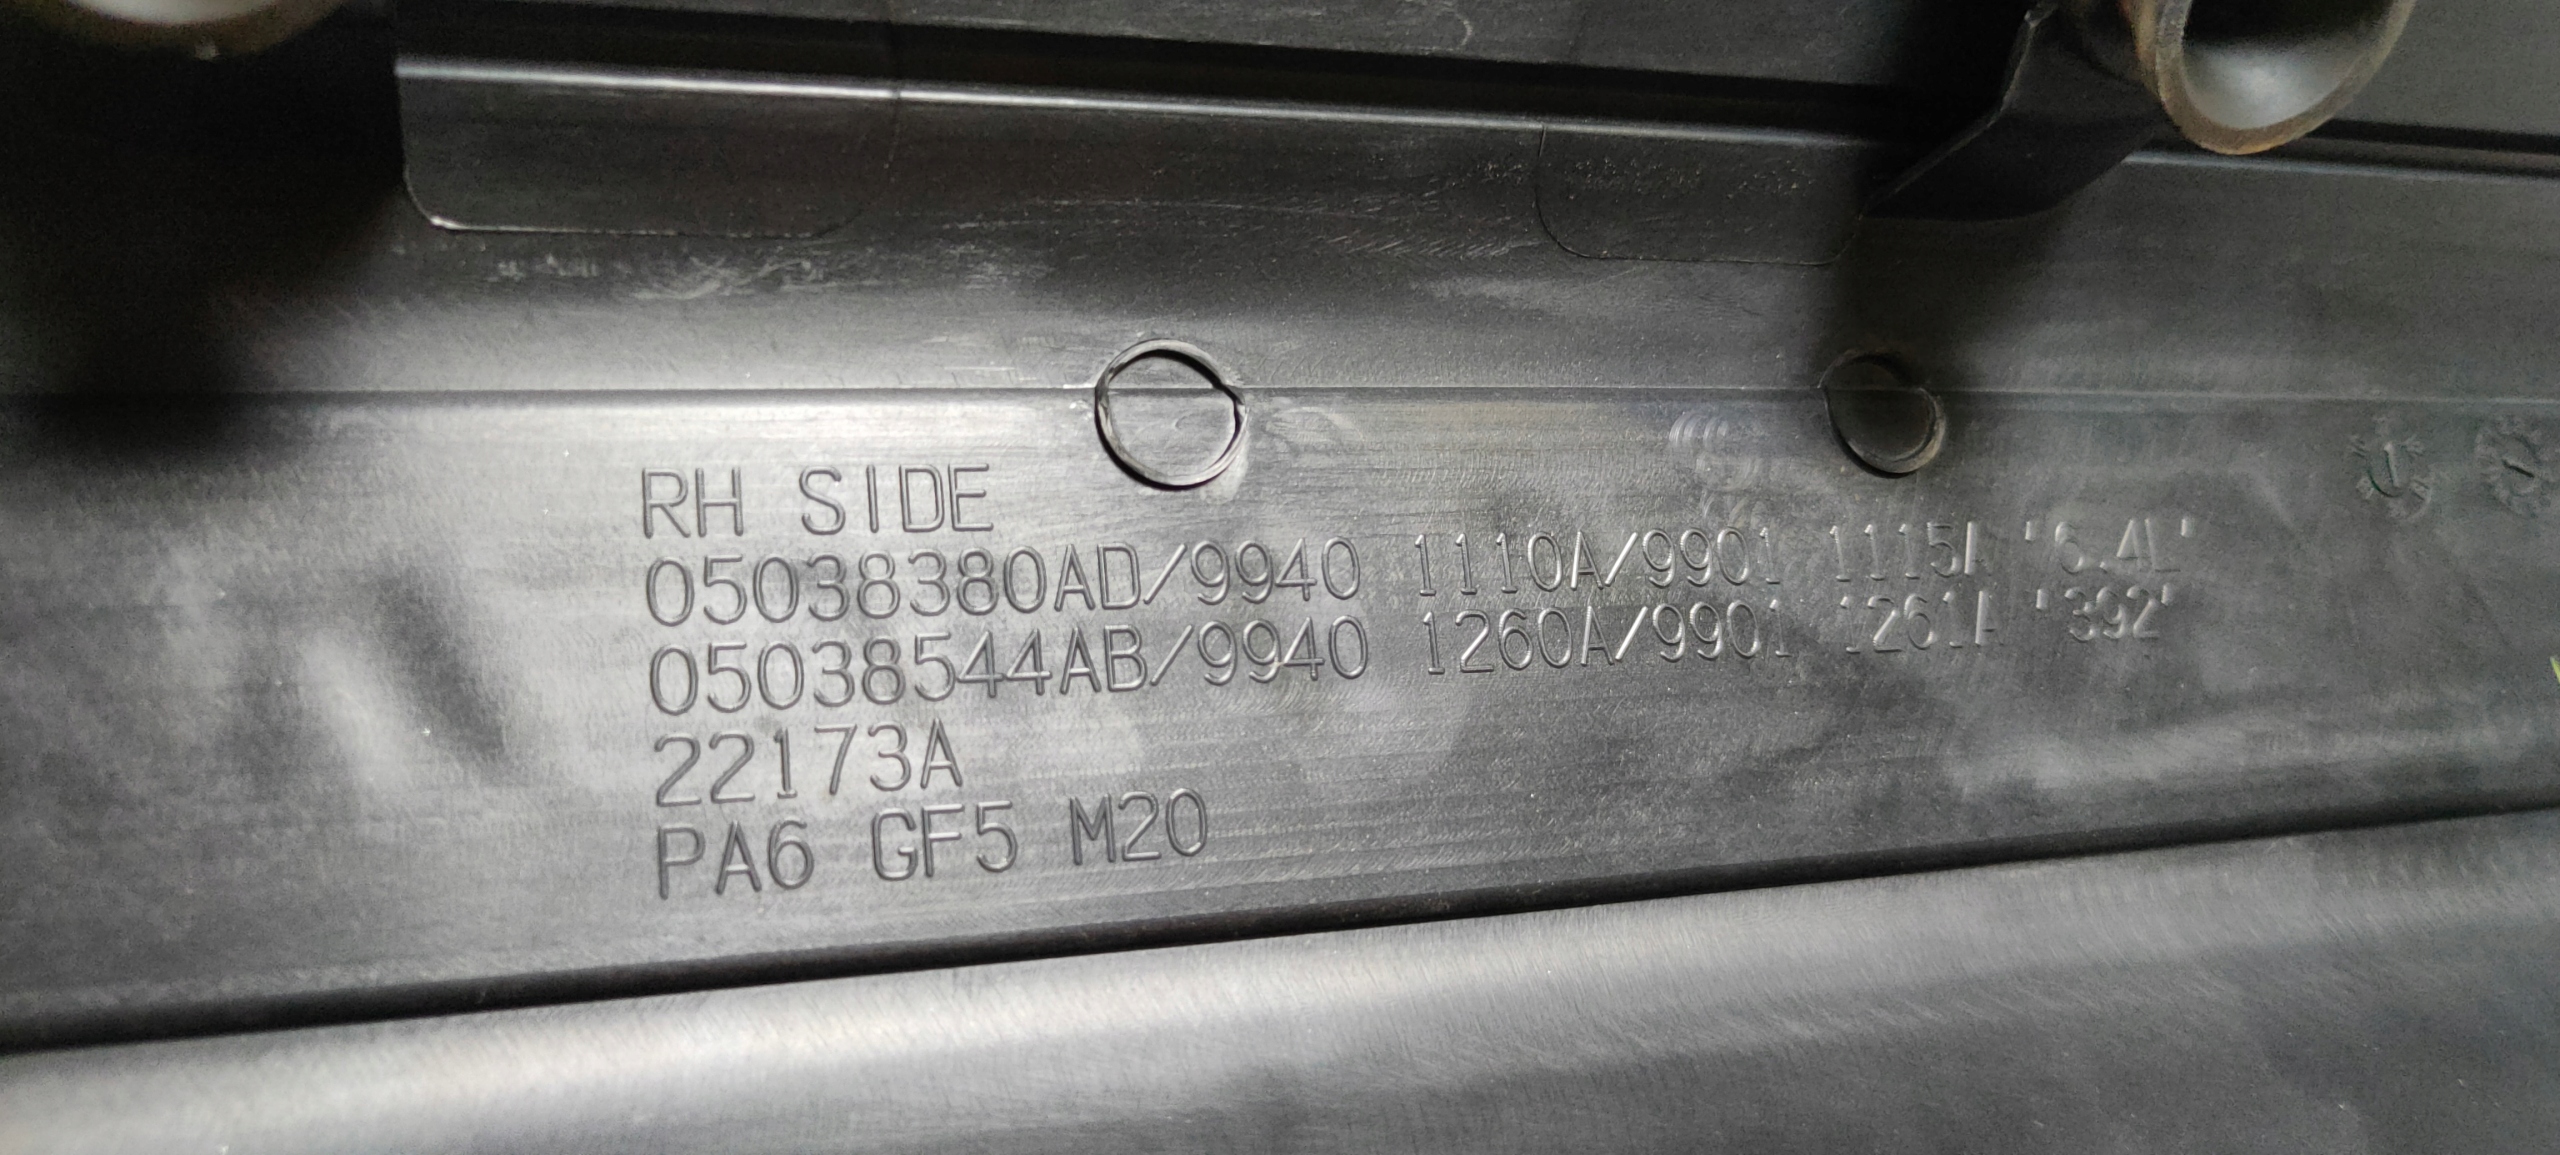 RH SIDE
05038380AD/9940 1110A/9901 1115A '6.4L'
05038544AB/9940 1260A/9901 1261A '392'
22173A
PA6 GF5 M20